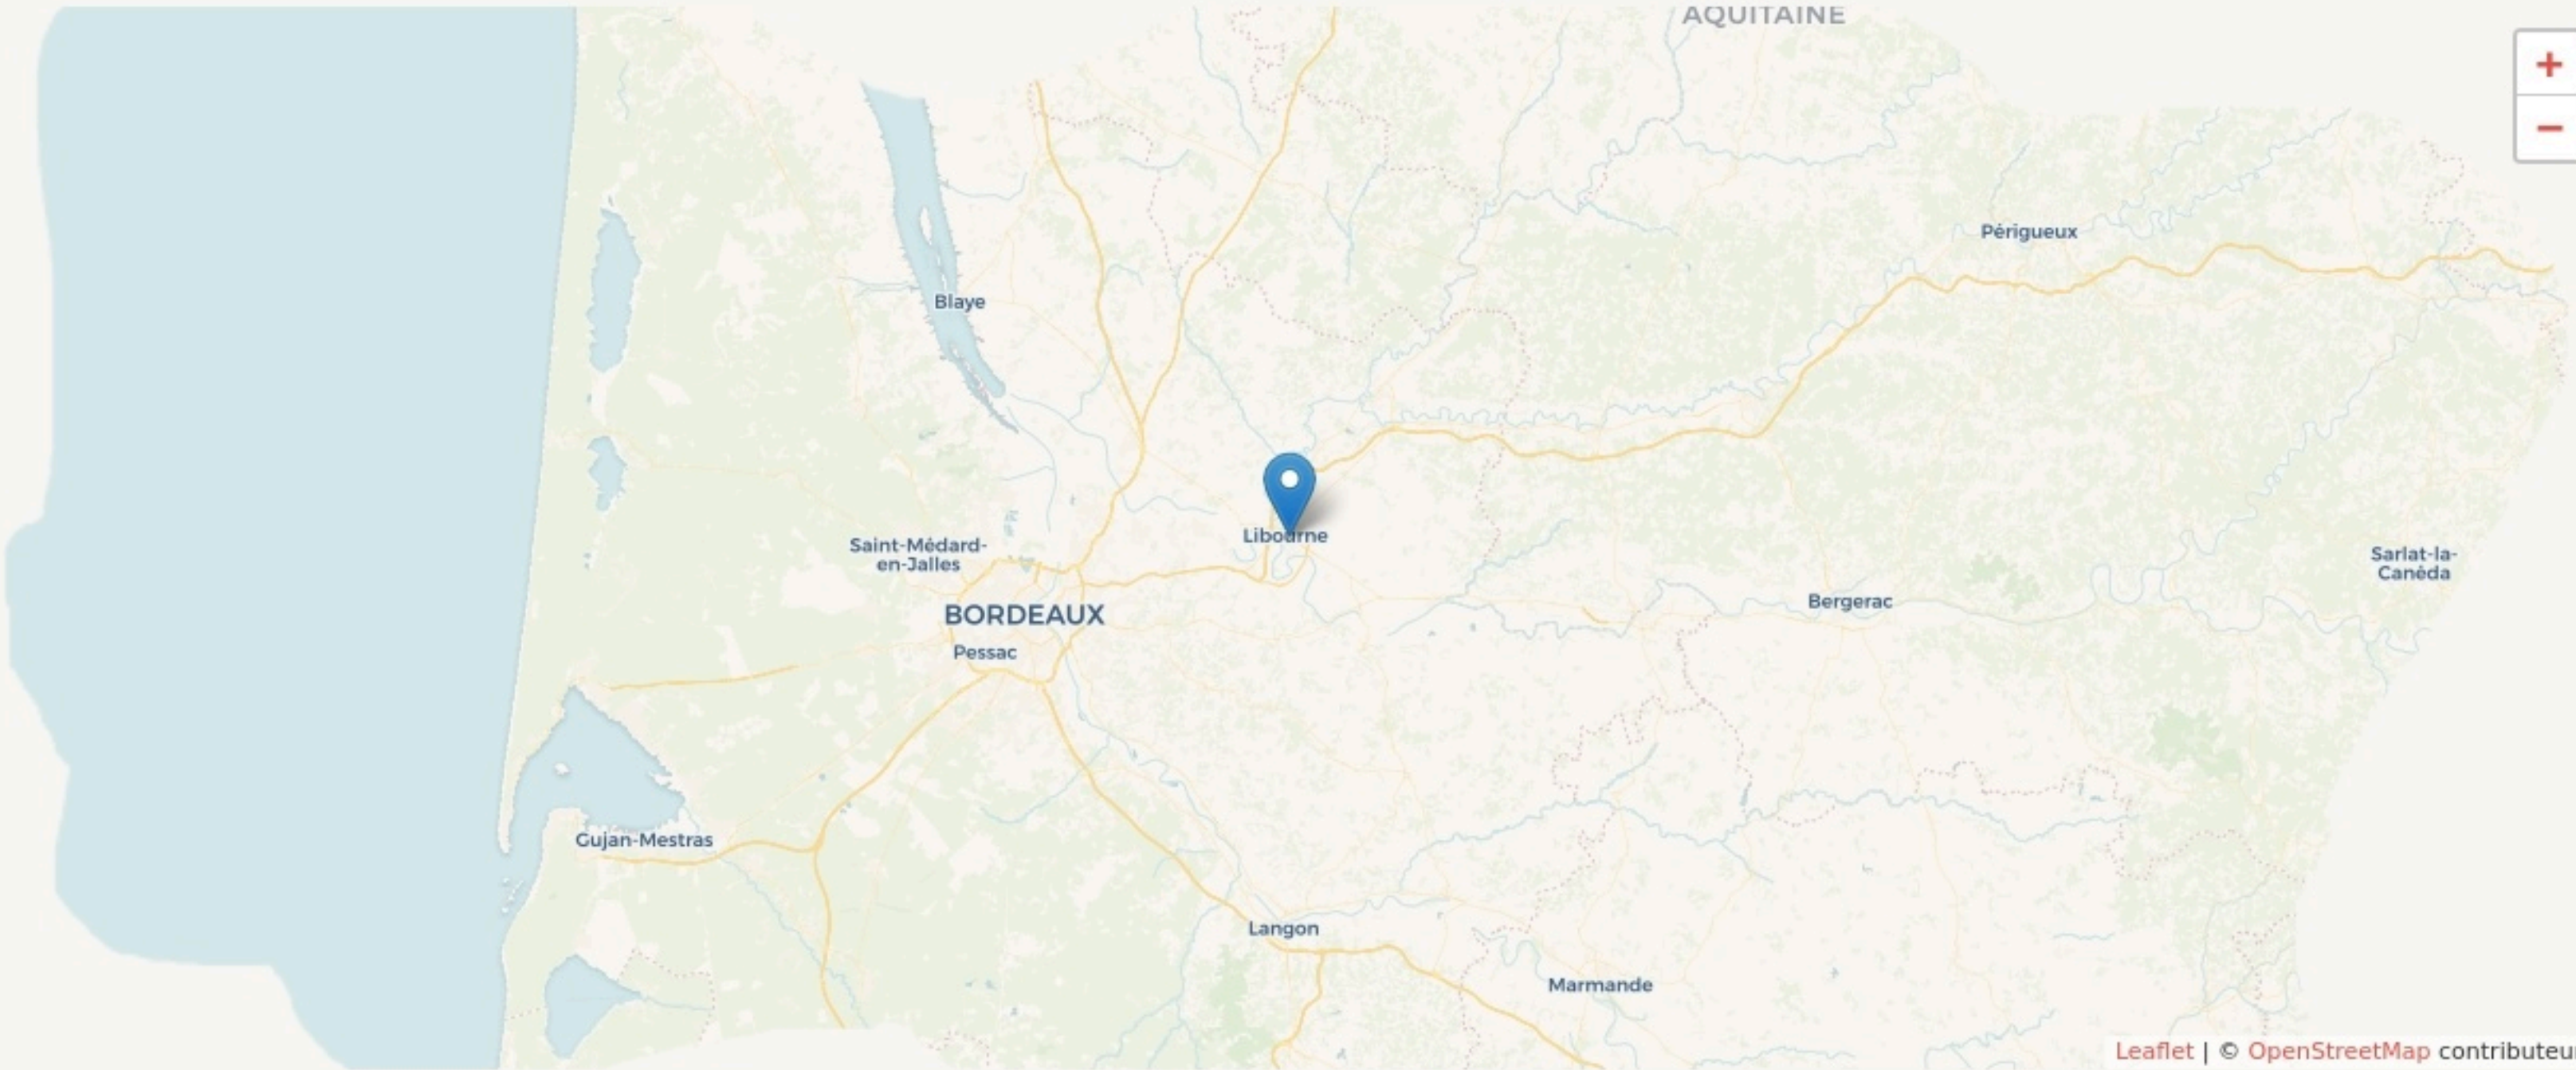 AQUITAINE
+
−
Périgueux
Blaye
Libourne
Saint-Médard-
en-Jalles
Sarlat-la-
Canéda
BORDEAUX
Bergerac
Pessac
Gujan-Mestras
Langon
Marmande
Leaflet | © OpenStreetMap contributeur